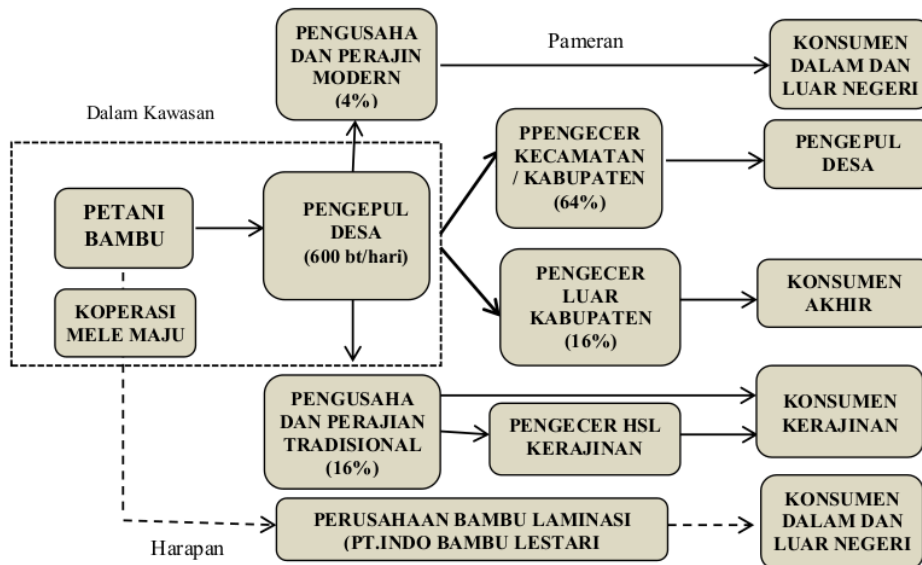 PENGUSAHA
DAN PERAJIN
MODERN
(4%)
Pameran
KONSUMEN
DALAM DAN
LUAR NEGERI
Dalam Kawasan
PPENGECER
KECAMATAN
/ KABUPATEN
(64%)
PENGEPUL
DESA
PETANI
BAMBU
PENGEPUL
DESA
(600 bt/hari)
KOPERASI
MELE MAJU
PENGECER
LUAR
KABUPATEN
(16%)
KONSUMEN
AKHIR
PENGUSAHA
DAN PERAJIAN
TRADISIONAL
(16%)
PENGECER HSL
KERAJINAN
KONSUMEN
KERAJINAN
Harapan
PERUSAHAAN BAMBU LAMINASI
(PT.INDO BAMBU LESTARI
KONSUMEN
DALAM DAN
LUAR NEGERI